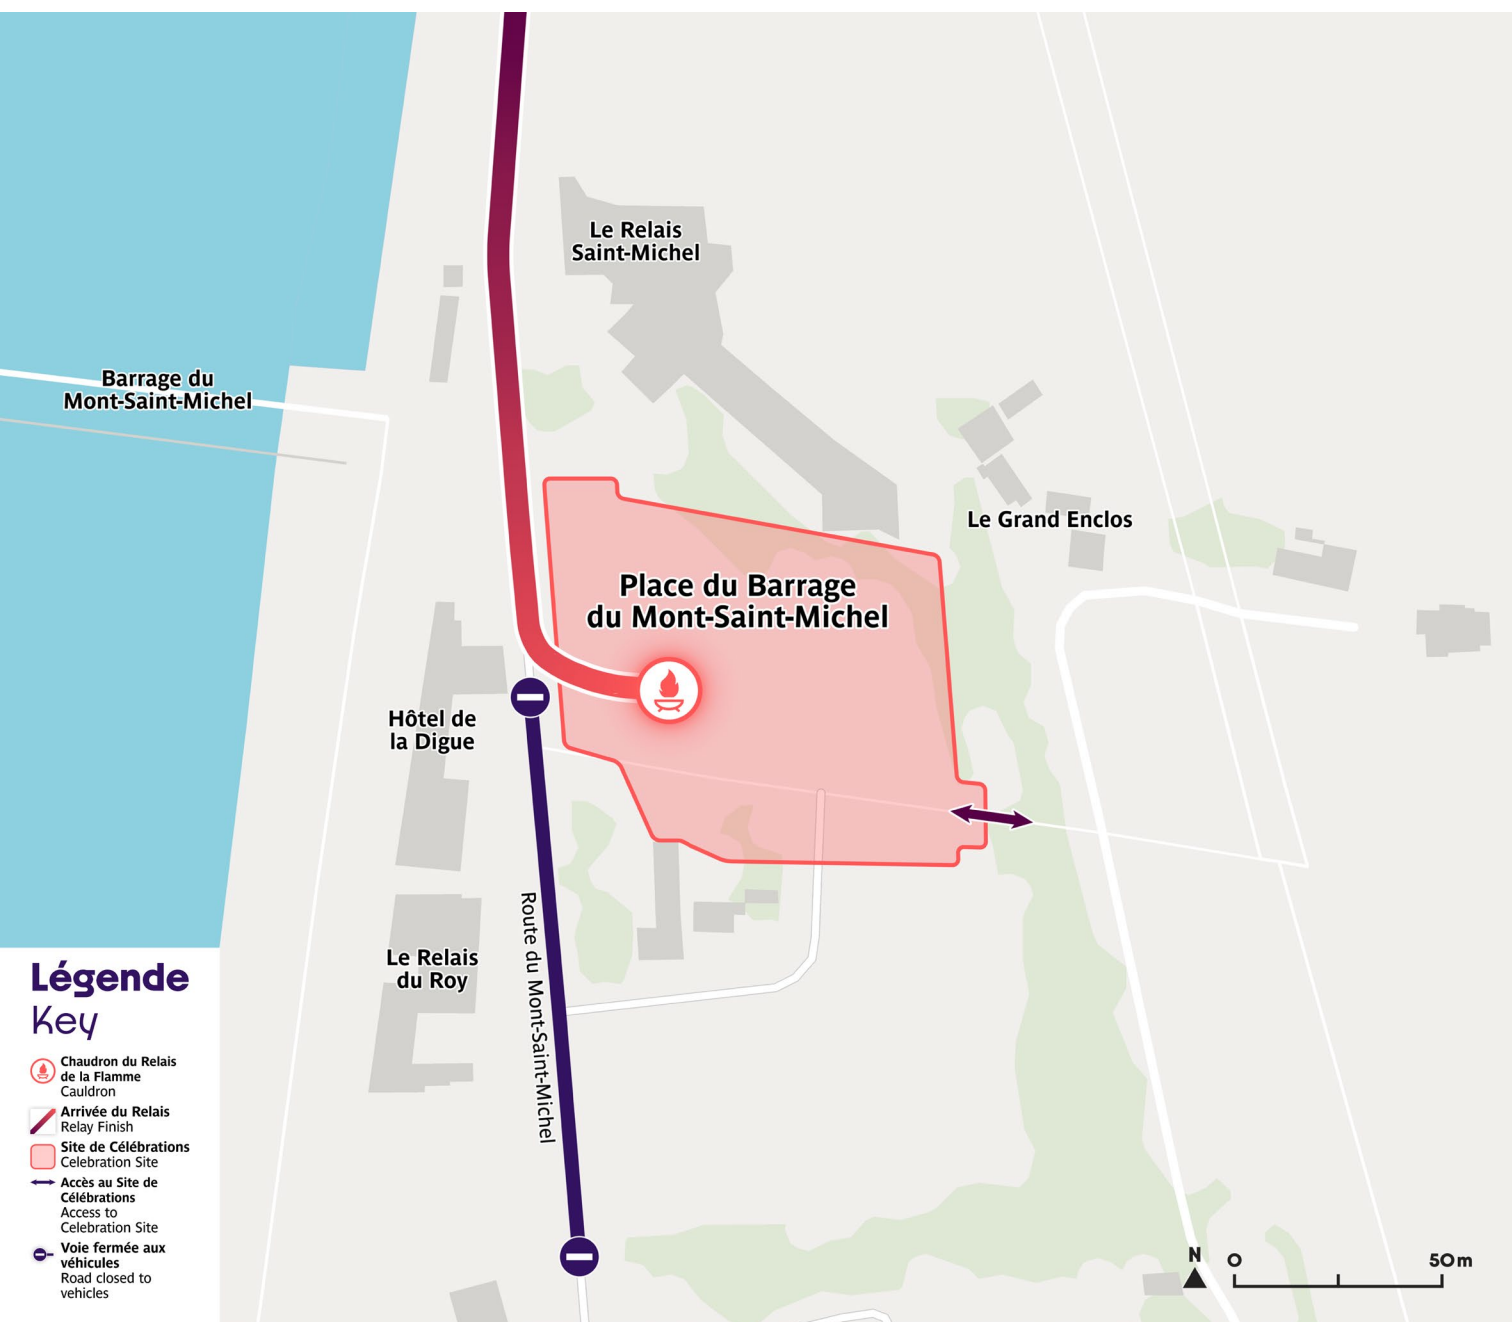 Le Relais
Saint-Michel
Barrage du
Mont-Saint-Michel
Le Grand Enclos
Place du Barrage
du Mont-Saint-Michel
Hôtel de
la Digue
Route du Mont-Saint-Michel
Le Relais
du Roy
Légende
Key
Chaudron du Relais
de la Flamme
Cauldron
Arrivée du Relais
Relay Finish
Site de Célébrations
Celebration Site
Accès au Site de
Célébrations
Access to
Celebration Site
Voie fermée aux
véhicules
Road closed to
vehicles
N
0
50m